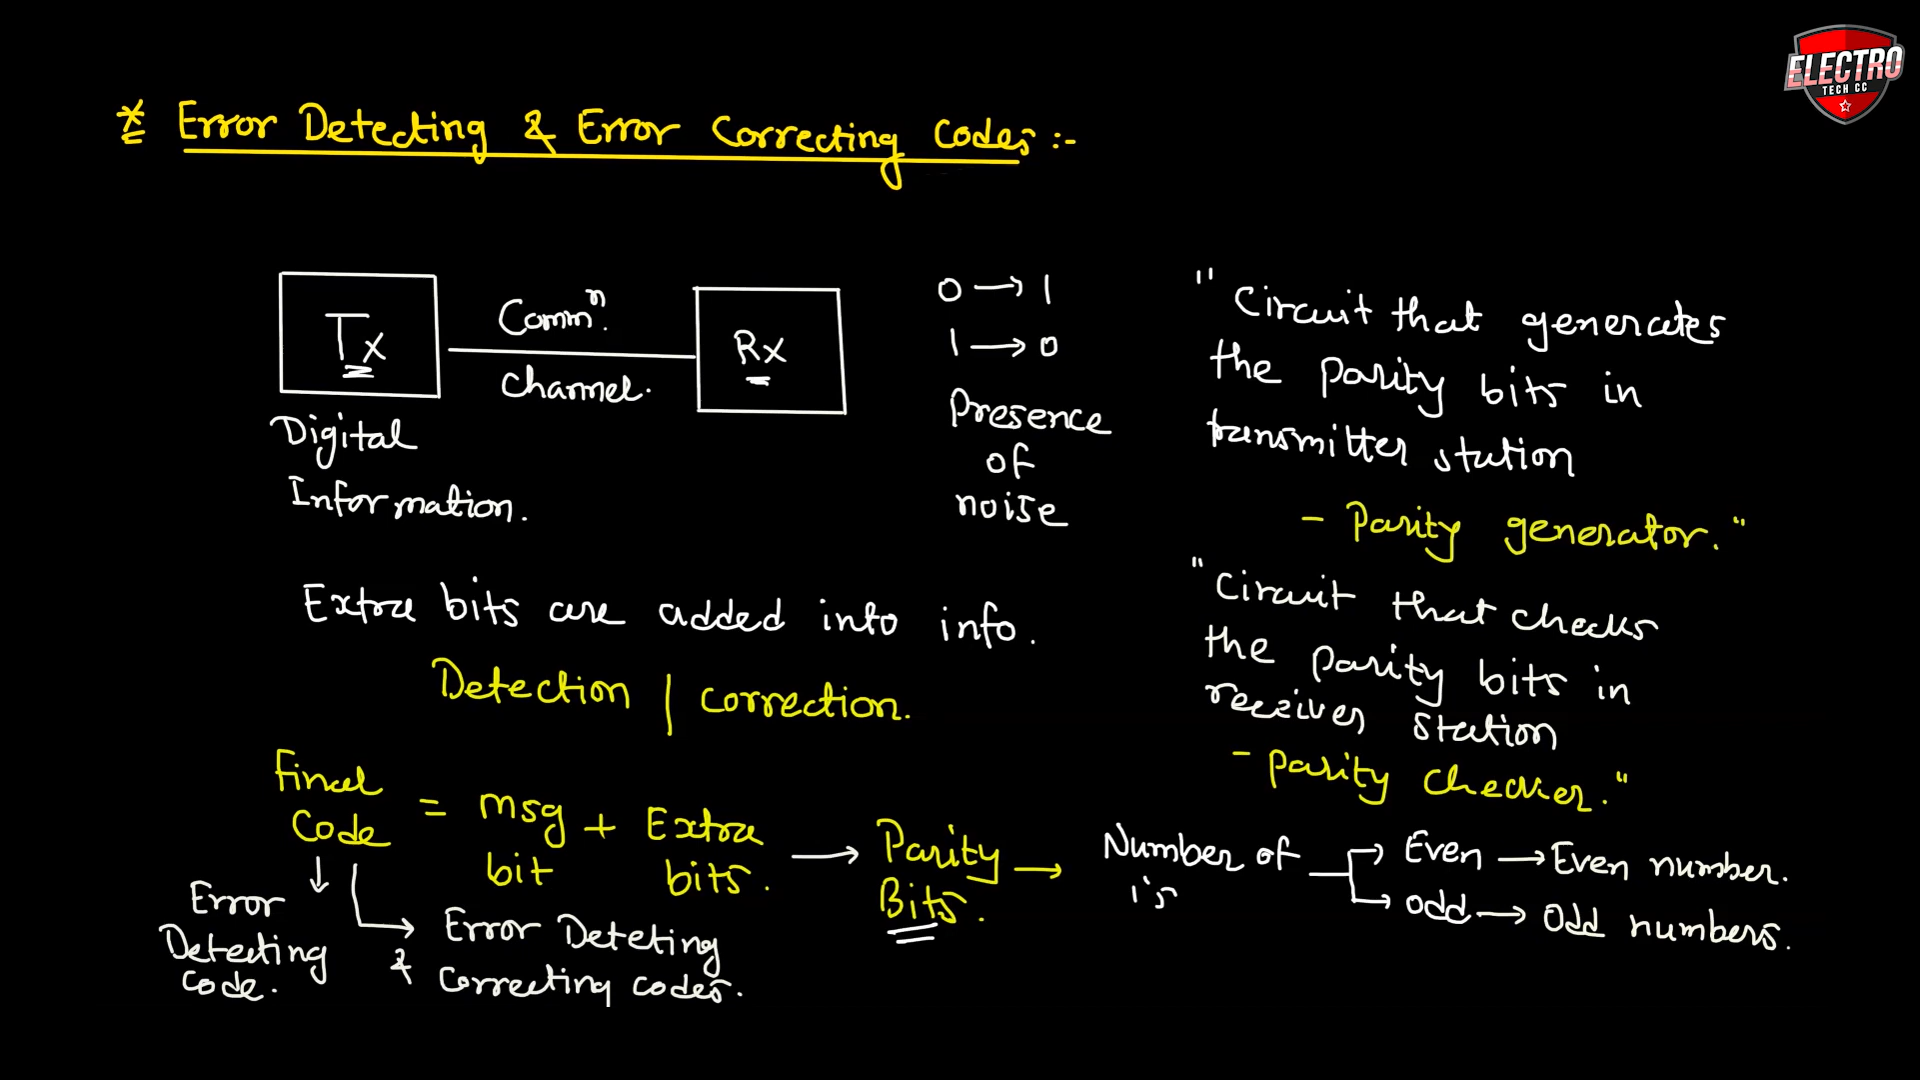 ELECTRO
TECH CC
* Error Detecting & Error Correcting Codes :-
Tx
Commn.
Channel.
Rx
Digital
Information.
0 → 1
1 → 0
Presence
of
noise
"Circuit that generates
the parity bits in
transmitter station
- Parity generator."
"Circuit that checks
the parity bits in
receiver station
- Parity checker."
Extra bits are added into info.
Detection | Correction.
Final
Code
= msg + Extra
bit bits.
→ Parity
Bits.
→ Number of
1's
→ Even → Even number.
→ odd → Odd numbers.
Error
Detecting
Code.
→ Error Deteting
& Correcting codes.